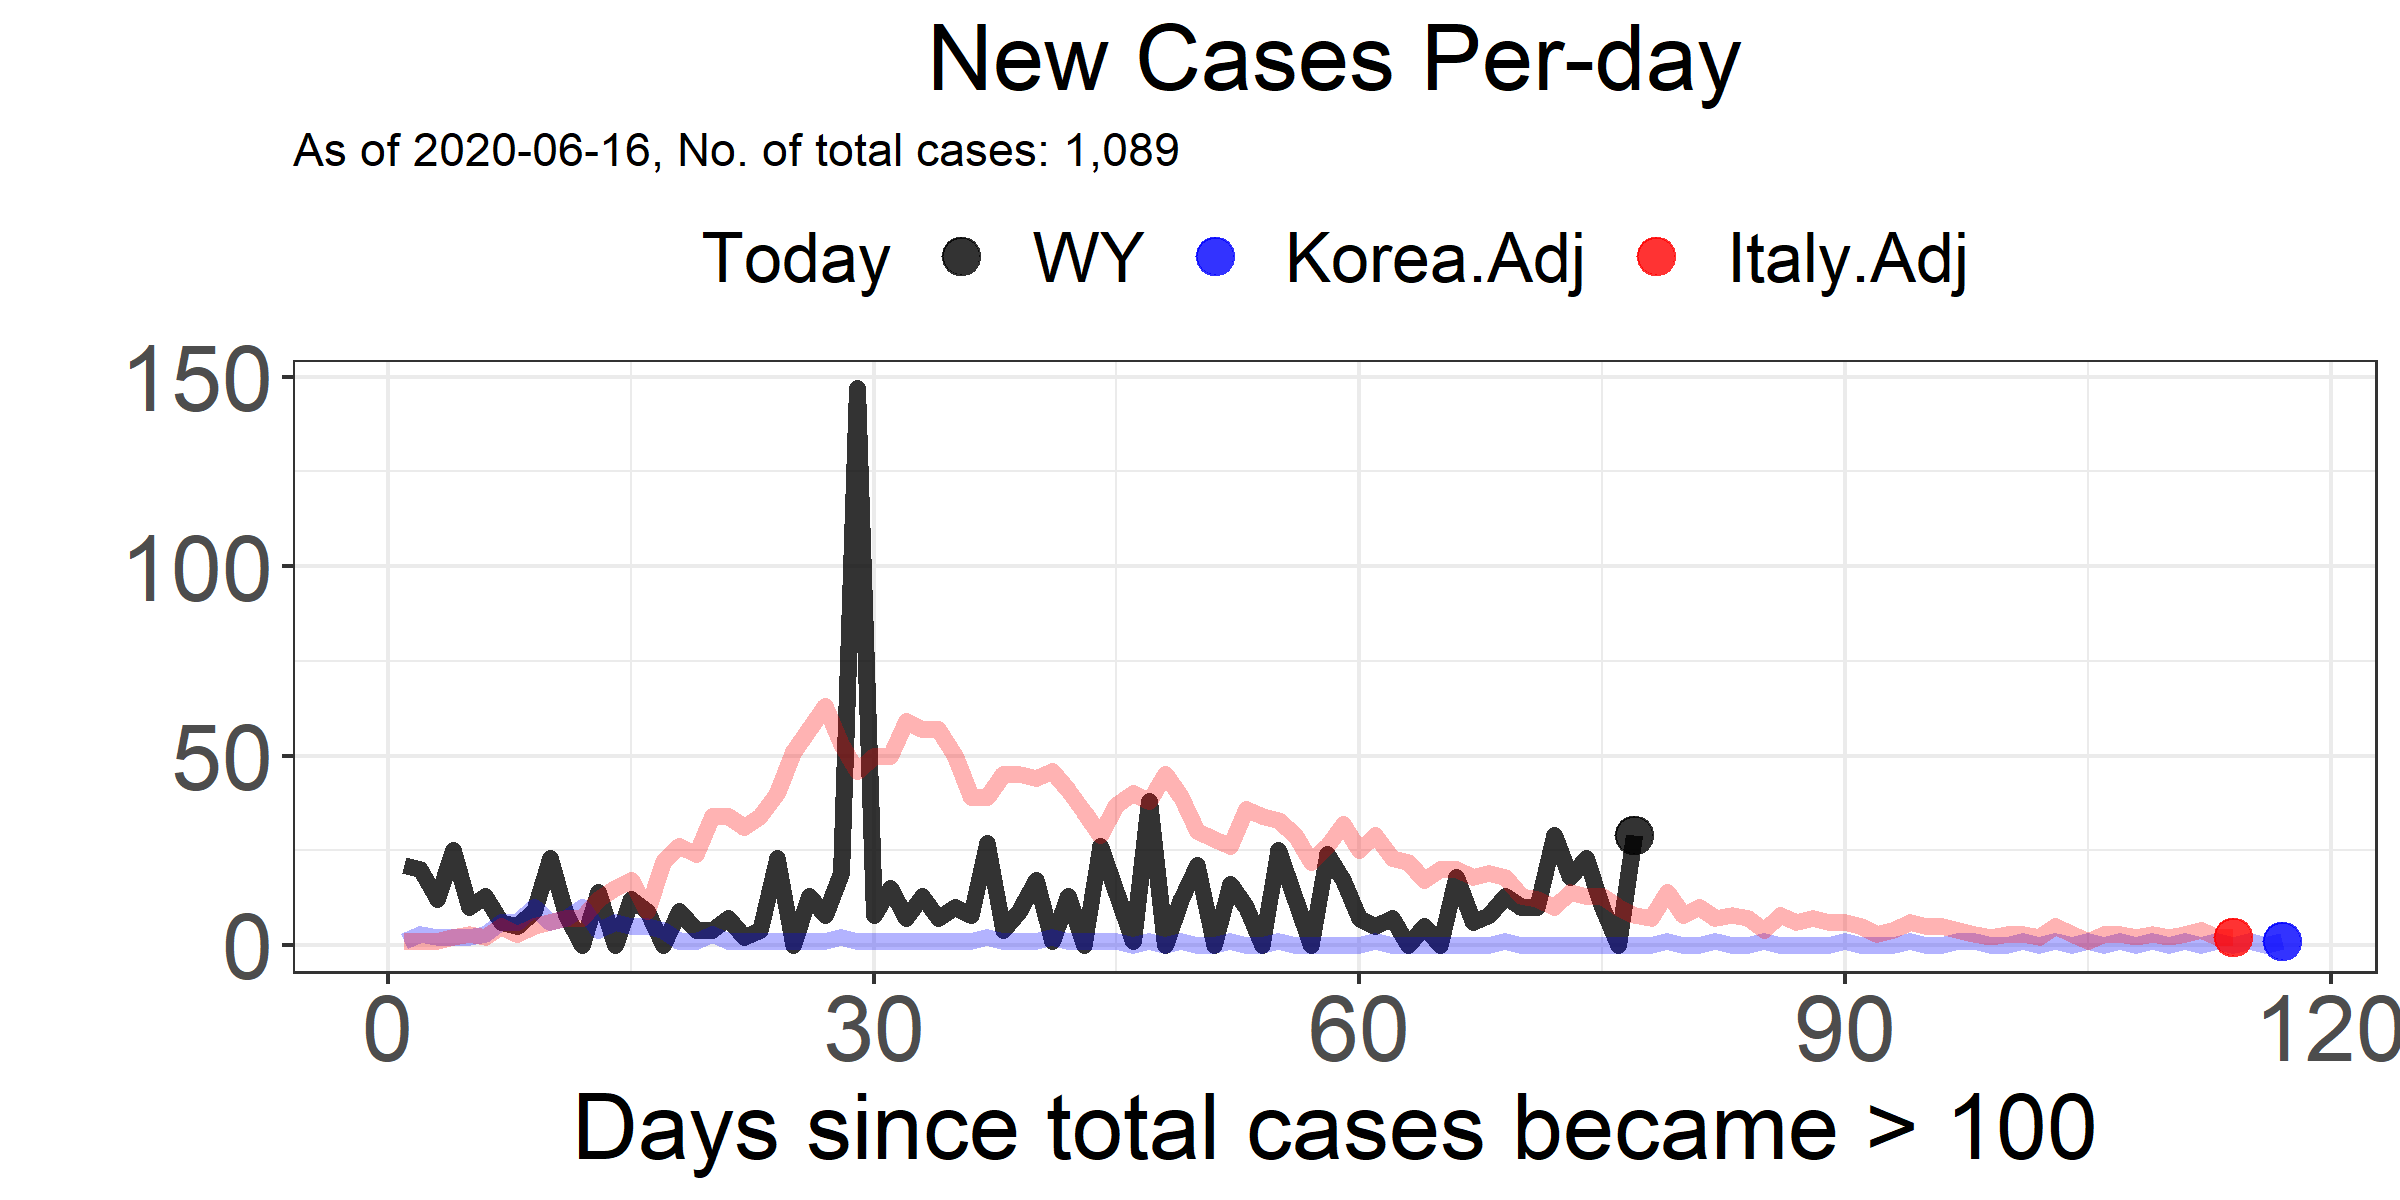 New Cases Per-day
As of 2020-06-16, No. of total cases: 1,089
Today WY Korea.Adj Italy.Adj
150
100
50
0
0 30 60 90 120
Days since total cases became > 100